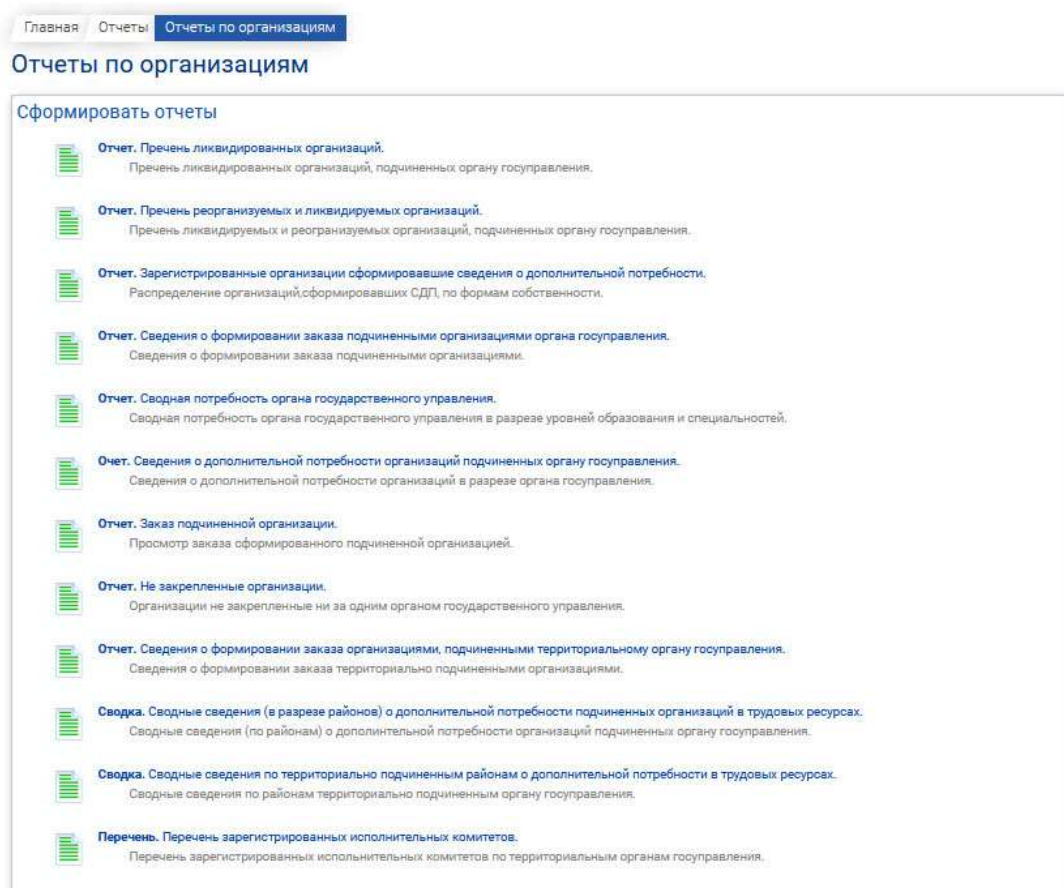 Главная Отчеты Отчеты по организациям
Отчеты по организациям
Сформировать отчеты
Отчет. Пречень ликвидированных организаций.
Пречень ликвидированных организаций, подчиненных органу госуправления.
Отчет. Пречень реорганизуемых и ликвидируемых организаций.
Пречень ликвидируемых и реогранизуемых организаций, подчиненных органу госуправления.
Отчет. Зарегистрированные организации сформировавшие сведения о дополнительной потребности.
Распределение организаций,сформировавших СДП, по формам собственности.
Отчет. Сведения о формировании заказа подчиненными организациями органа госуправления.
Сведения о формировании заказа подчиненными организациями.
Отчет. Сводная потребность органа государственного управления.
Сводная потребность органа государственного управления в разрезе уровней образования и специальностей.
Очет. Сведения о дополнительной потребности организаций подчиненных органу госуправления.
Сведения о дополнительной потребности организаций в разрезе органа госуправления.
Отчет. Заказ подчиненной организации.
Просмотр заказа сформированного подчиненной организацией.
Отчет. Не закрепленные организации.
Организации не закрепленные ни за одним органом государственного управления.
Отчет. Сведения о формировании заказа организациями, подчиненными территориальному органу госуправления.
Сведения о формировании заказа территориально подчиненными организациями.
Сводка. Сводные сведения (в разрезе районов) о дополнительной потребности подчиненных организаций в трудовых ресурсах.
Сводные сведения (по районам) о дополинтельной потребности организаций подчиненных органу госуправления.
Сводка. Сводные сведения по территориально подчиненным районам о дополнительной потребности в трудовых ресурсах.
Сводные сведения по районам территориально подчиненным органу госуправления.
Перечень. Перечень зарегистрированных исполнительных комитетов.
Перечень зарегистрированных испольнительных комитетов по территориальным органам госуправления.